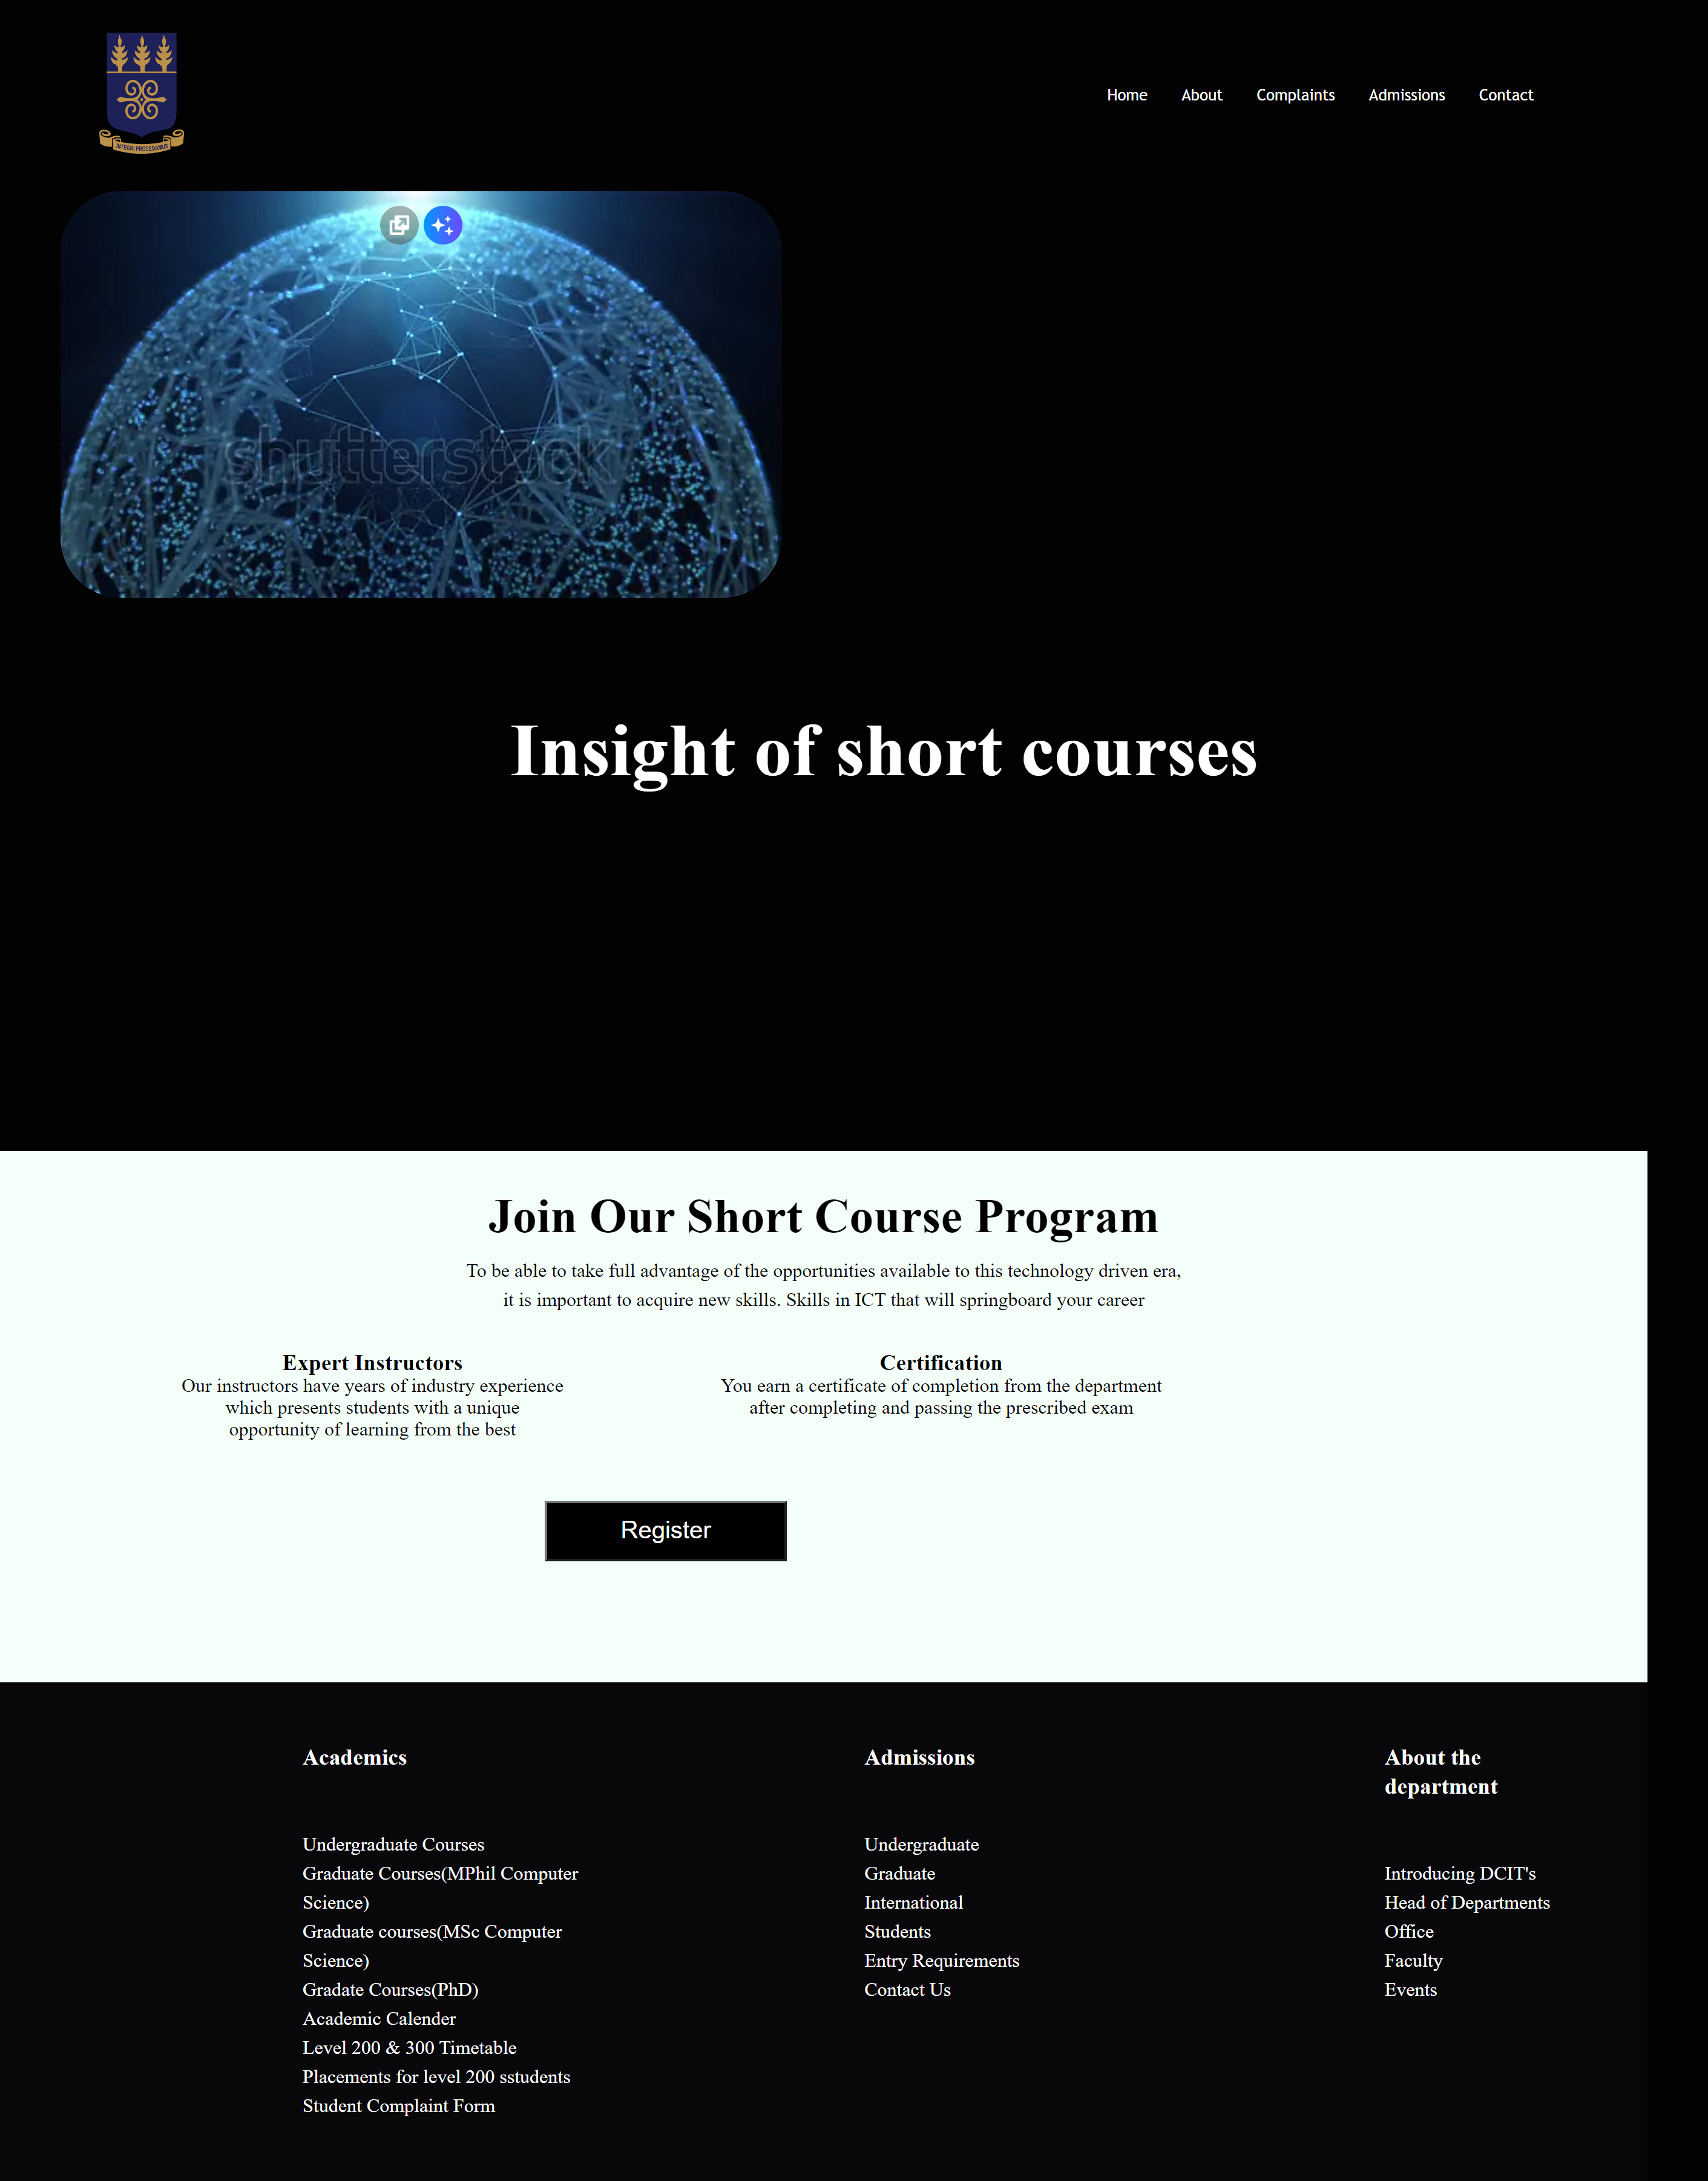 INTEGRI PROCEDAMUS
Home About Complaints Admissions Contact
shutterstock
Insight of short courses
Join Our Short Course Program
To be able to take full advantage of the opportunities available to this technology driven era,
it is important to acquire new skills. Skills in ICT that will springboard your career
Expert Instructors
Our instructors have years of industry experience
which presents students with a unique
opportunity of learning from the best
Certification
You earn a certificate of completion from the department
after completing and passing the prescribed exam
Register
Academics
Undergraduate Courses
Graduate Courses(MPhil Computer
Science)
Graduate courses(MSc Computer
Science)
Gradate Courses(PhD)
Academic Calender
Level 200 & 300 Timetable
Placements for level 200 sstudents
Student Complaint Form
Admissions
Undergraduate
Graduate
International
Students
Entry Requirements
Contact Us
About the
department
Introducing DCIT's
Head of Departments
Office
Faculty
Events